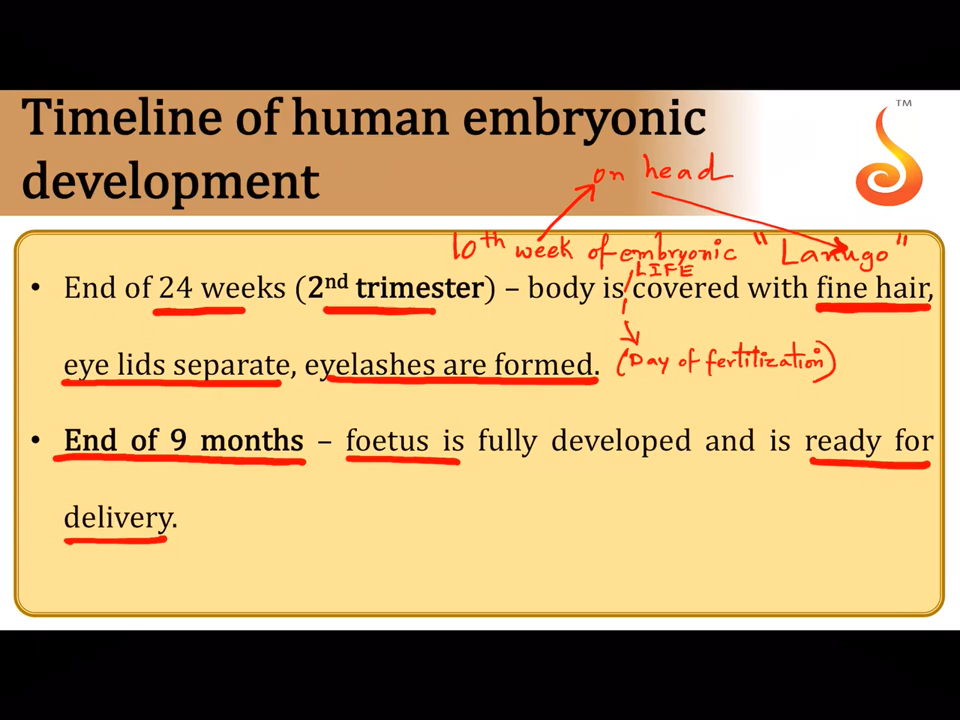 Timeline of human embryonic
development
TM
on head
10th week of embryonic "Lanugo"
LIFE
• End of 24 weeks (2nd trimester) – body is covered with fine hair,
eye lids separate, eyelashes are formed. (Day of fertilization)
• End of 9 months – foetus is fully developed and is ready for
delivery.